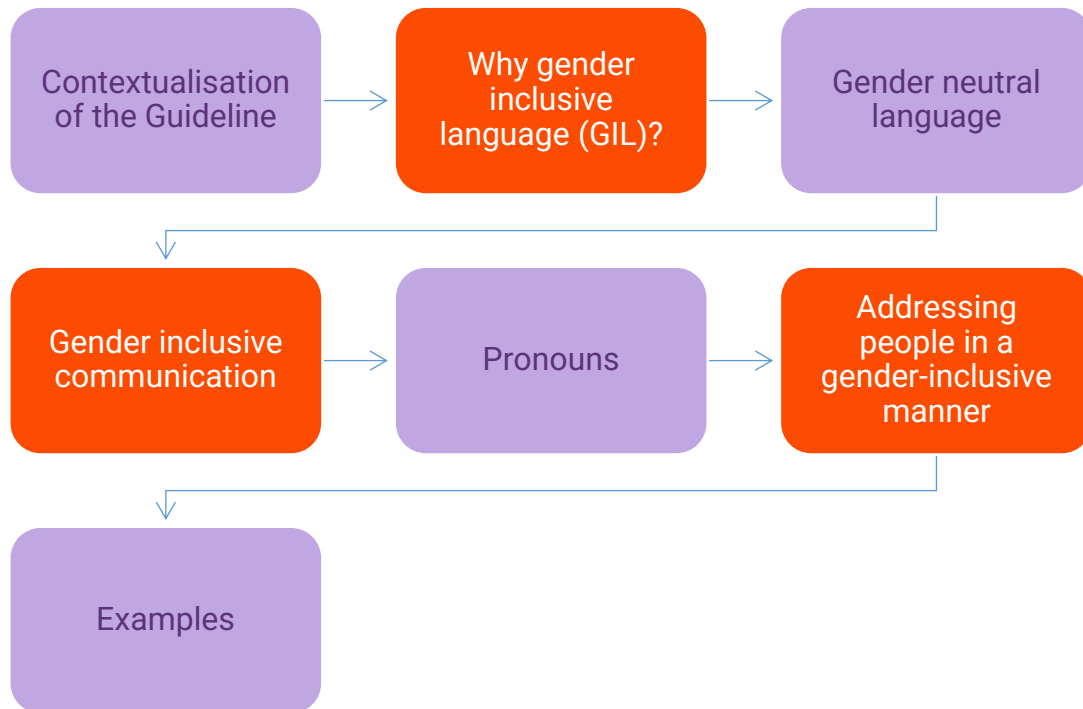 Contextualisation
of the Guideline
Why gender
inclusive
language (GIL)?
Gender neutral
language
Gender inclusive
communication
Pronouns
Addressing
people in a
gender-inclusive
manner
Examples